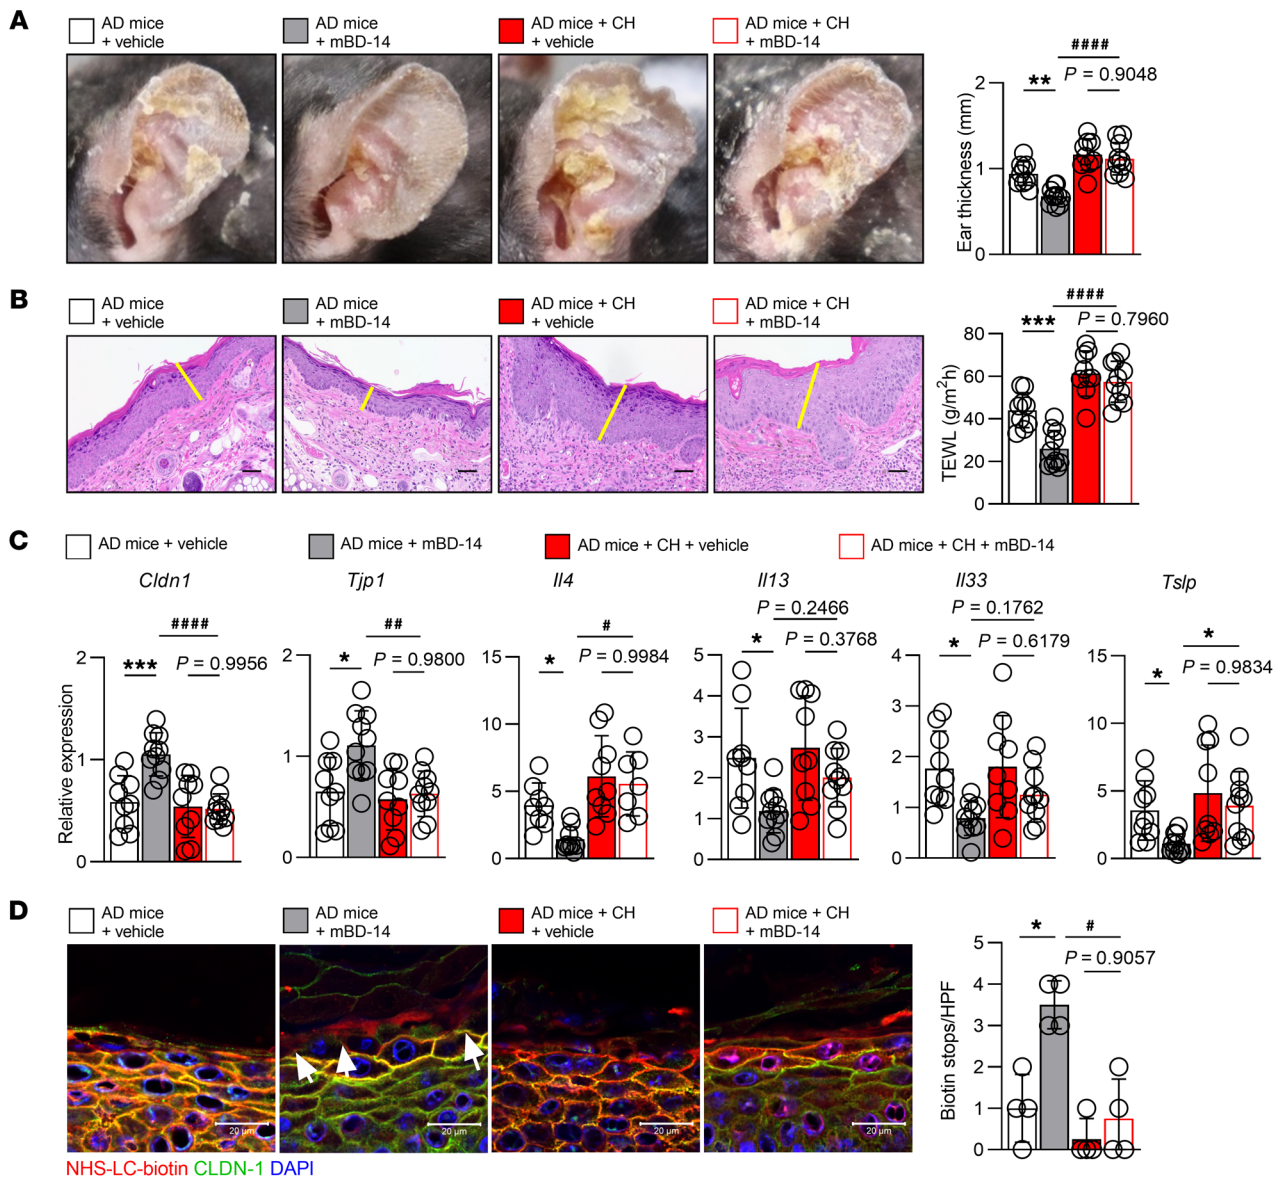 A
AD mice
+ vehicle
AD mice
+ mBD-14
AD mice + CH
+ vehicle
AD mice + CH
+ mBD-14
####
P = 0.9048
**
2
1
0
Ear thickness (mm)
B
AD mice
+ vehicle
AD mice
+ mBD-14
AD mice + CH
+ vehicle
AD mice + CH
+ mBD-14
####
P = 0.7960
***
80
60
40
20
0
TEWL (g/m²h)
C
AD mice + vehicle
AD mice + mBD-14
AD mice + CH + vehicle
AD mice + CH + mBD-14
Cldn1
####
***
P = 0.9956
2
1
0
Relative expression
Tjp1
##
*
P = 0.9800
2
1
0
Il4
#
*
P = 0.9984
15
10
5
0
Il13
P = 0.2466
*
P = 0.3768
5
4
3
2
1
0
Il33
P = 0.1762
*
P = 0.6179
4
3
2
1
0
Tslp
*
*
P = 0.9834
15
10
5
0
D
AD mice
+ vehicle
AD mice
+ mBD-14
AD mice + CH
+ vehicle
AD mice + CH
+ mBD-14
20 µm
20 µm
20 µm
20 µm
NHS-LC-biotin CLDN-1 DAPI
*
#
P = 0.9057
5
4
3
2
1
0
Biotin stops/HPF